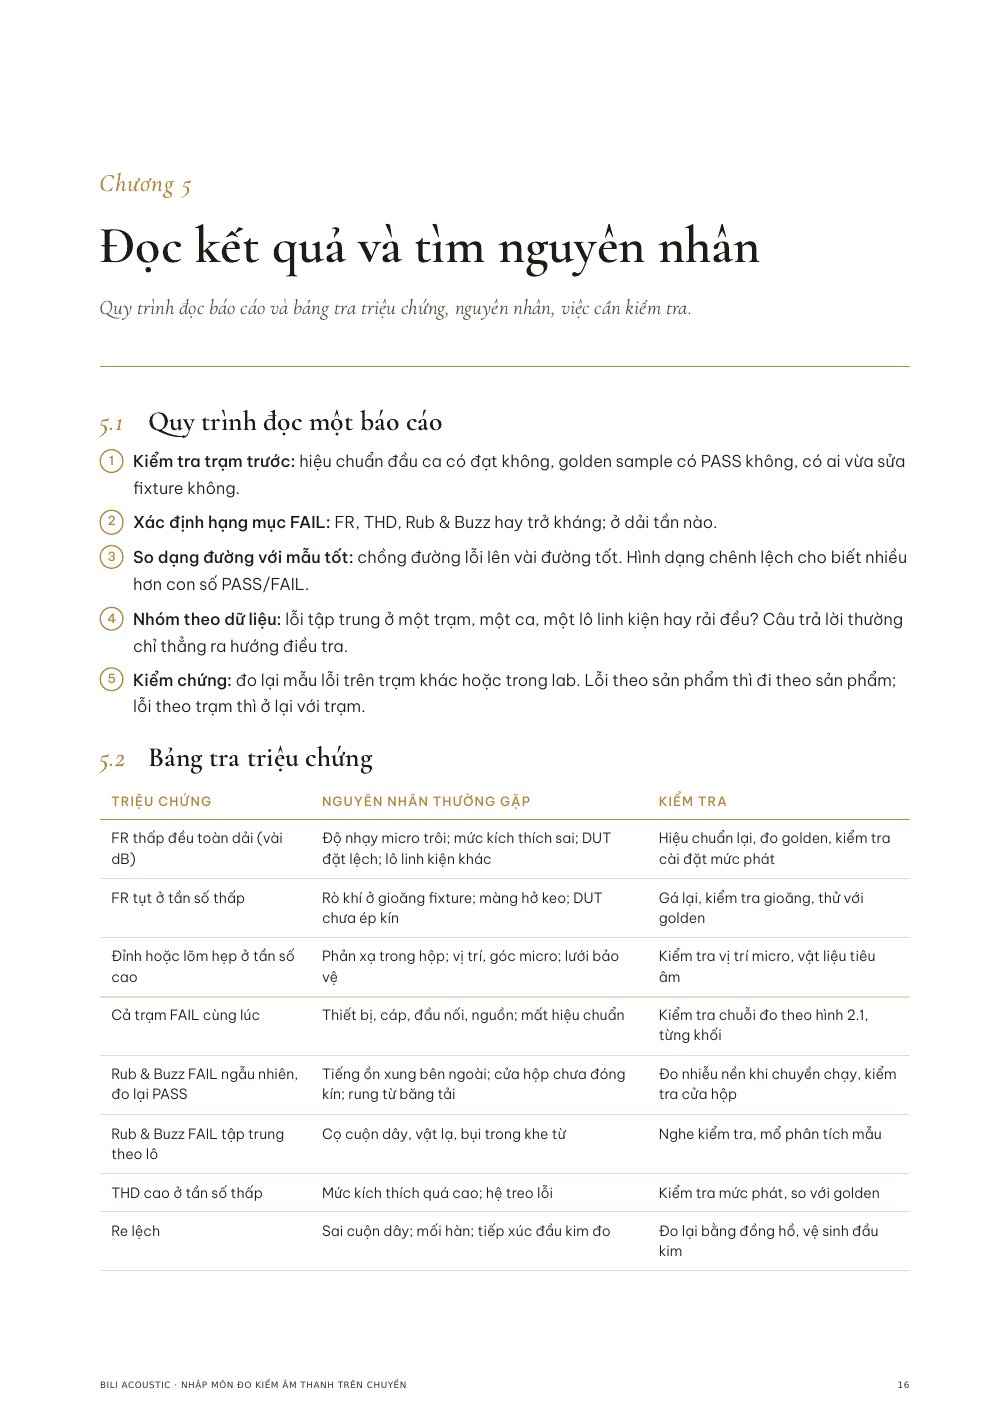 Chương 5
Đọc kết quả và tìm nguyên nhân
Quy trình đọc báo cáo và bảng tra triệu chứng, nguyên nhân, việc cần kiểm tra.
5.1 Quy trình đọc một báo cáo
1 Kiểm tra trạm trước: hiệu chuẩn đầu ca có đạt không, golden sample có PASS không, có ai vừa sửa
fixture không.
2 Xác định hạng mục FAIL: FR, THD, Rub & Buzz hay trở kháng; ở dải tần nào.
3 So dạng đường với mẫu tốt: chồng đường lỗi lên vài đường tốt. Hình dạng chênh lệch cho biết nhiều
hơn con số PASS/FAIL.
4 Nhóm theo dữ liệu: lỗi tập trung ở một trạm, một ca, một lô linh kiện hay rải đều? Câu trả lời thường
chỉ thẳng ra hướng điều tra.
5 Kiểm chứng: đo lại mẫu lỗi trên trạm khác hoặc trong lab. Lỗi theo sản phẩm thì đi theo sản phẩm;
lỗi theo trạm thì ở lại với trạm.
5.2 Bảng tra triệu chứng
TRIỆU CHỨNG NGUYÊN NHÂN THƯỜNG GẶP KIỂM TRA
FR thấp đều toàn dải (vài Độ nhạy micro trôi; mức kích thích sai; DUT Hiệu chuẩn lại, đo golden, kiểm tra
dB) đặt lệch; lô linh kiện khác cài đặt mức phát
FR tụt ở tần số thấp Rò khí ở gioăng fixture; màng hở keo; DUT Gá lại, kiểm tra gioăng, thử với
chưa ép kín golden
Đỉnh hoặc lõm hẹp ở tần số Phản xạ trong hộp; vị trí, góc micro; lưới bảo Kiểm tra vị trí micro, vật liệu tiêu
cao vệ âm
Cả trạm FAIL cùng lúc Thiết bị, cáp, đầu nối, nguồn; mất hiệu chuẩn Kiểm tra chuỗi đo theo hình 2.1,
từng khối
Rub & Buzz FAIL ngẫu nhiên, Tiếng ồn xung bên ngoài; cửa hộp chưa đóng Đo nhiễu nền khi chuyền chạy, kiểm
đo lại PASS kín; rung từ băng tải tra cửa hộp
Rub & Buzz FAIL tập trung Cọ cuộn dây, vật lạ, bụi trong khe từ Nghe kiểm tra, mổ phân tích mẫu
theo lô
THD cao ở tần số thấp Mức kích thích quá cao; hệ treo lỗi Kiểm tra mức phát, so với golden
Re lệch Sai cuộn dây; mối hàn; tiếp xúc đầu kim đo Đo lại bằng đồng hồ, vệ sinh đầu
kim
BILI ACOUSTIC · NHẬP MÔN ĐO KIỂM ÂM THANH TRÊN CHUYỀN 16